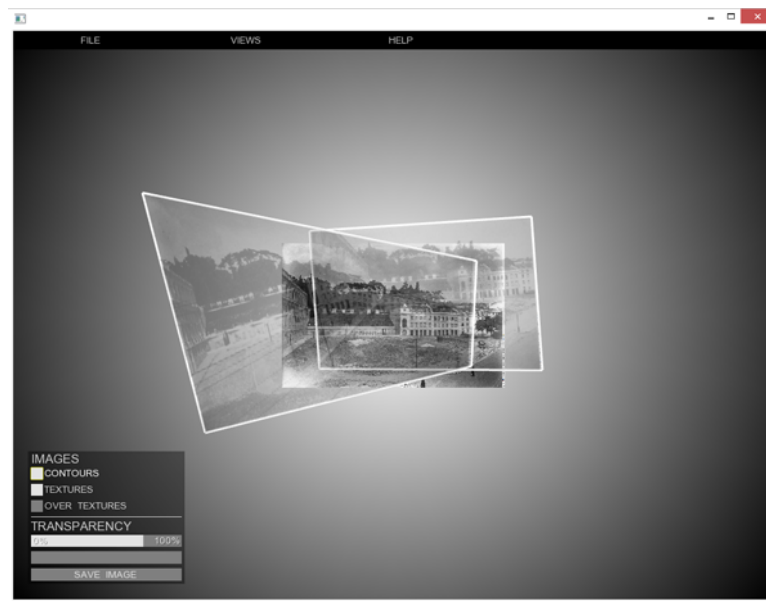 FILE VIEWS HELP
IMAGES
CONTOURS
TEXTURES
OVER TEXTURES
TRANSPARENCY
0% 100%
SAVE IMAGE